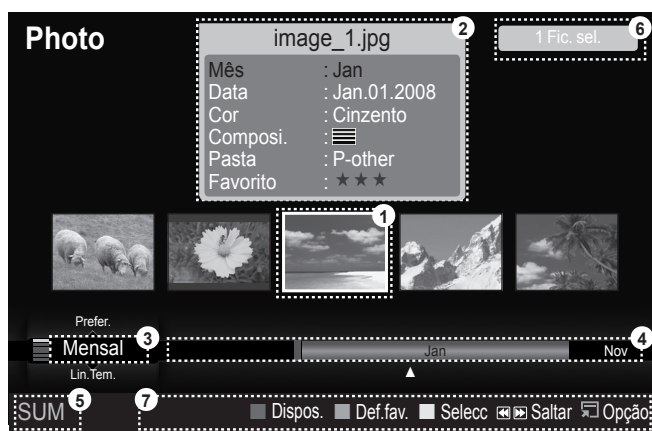 Photo
image_1.jpg
2
1 Fic. sel.
6
Mês : Jan
Data : Jan.01.2008
Cor : Cinzento
Composi. :
Pasta : P-other
Favorito : ★★★
1
Prefer.
Mensal
3
Jan
Nov
4
Lin.Tem.
SUM
5
7
Dispos.
Def.fav.
Selecc
Saltar
Opção